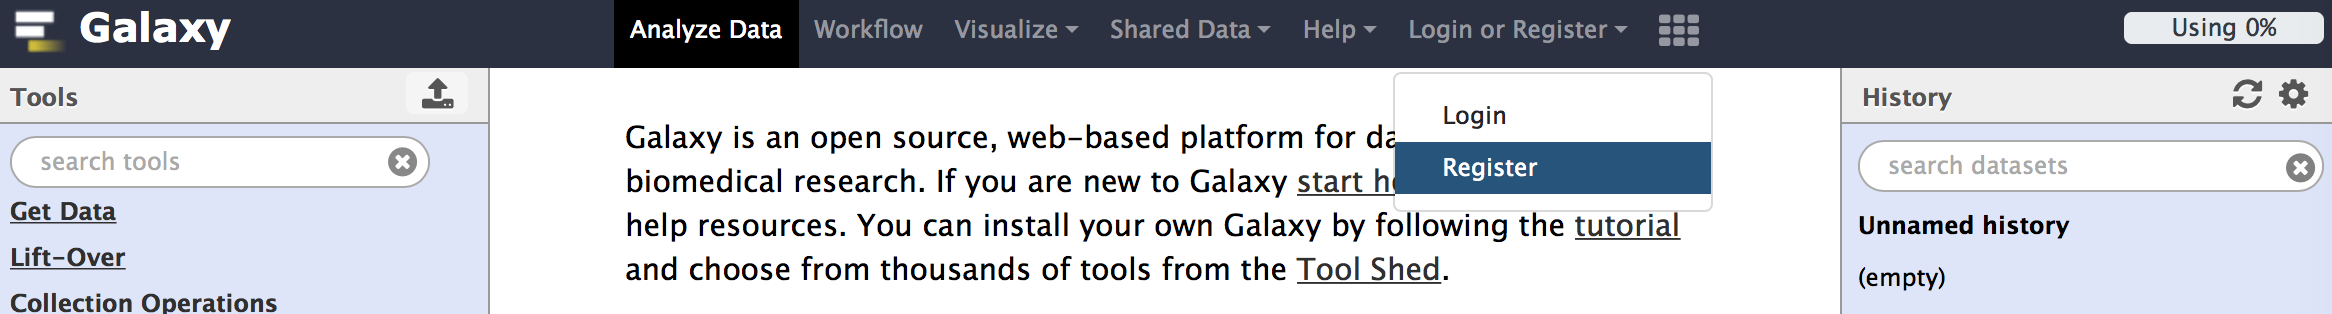 Galaxy
Analyze Data Workflow Visualize Shared Data Help Login or Register
Using 0%
Tools
search tools
Get Data
Lift-Over
Collection Operations
Login
Register
Galaxy is an open source, web-based platform for da
biomedical research. If you are new to Galaxy start h
help resources. You can install your own Galaxy by following the tutorial
and choose from thousands of tools from the Tool Shed.
History
search datasets
Unnamed history
(empty)